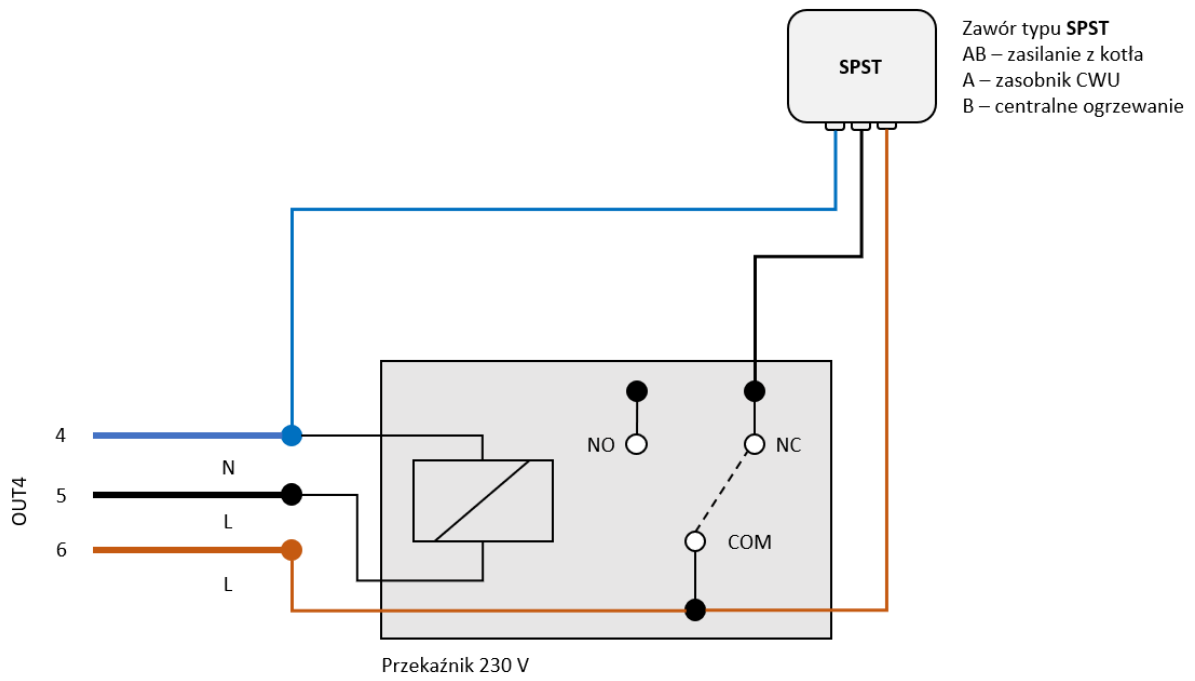 SPST
Zawór typu SPST
AB – zasilanie z kotła
A – zasobnik CWU
B – centralne ogrzewanie
NO
NC
COM
OUT4
4
N
5
L
6
L
Przekaźnik 230 V